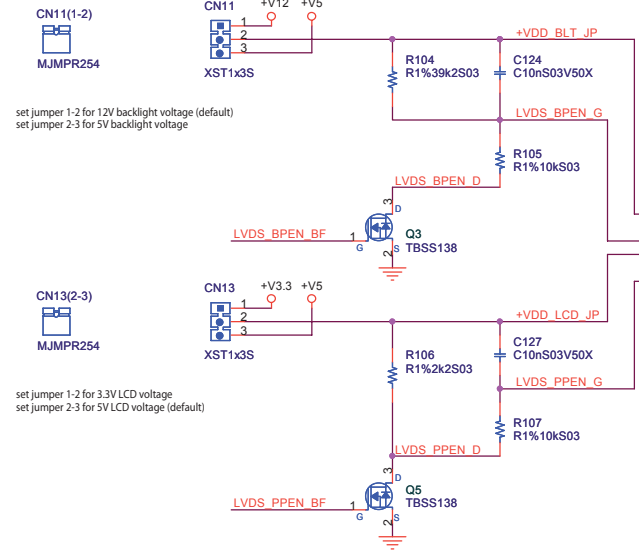 CN11(1-2)
MJMPR254
CN11
+V12
+V5
1
2
3
XST1x3S
+VDD_BLT_JP
R104
R1%39k2S03
C124
C10nS03V50X
set jumper 1-2 for 12V backlight voltage (default)
set jumper 2-3 for 5V backlight voltage
LVDS_BPEN_G
R105
R1%10kS03
LVDS_BPEN_D
3
D
LVDS_BPEN_BF
1
G
Q3
TBSS138
2
S
CN13(2-3)
MJMPR254
CN13
+V3.3
+V5
1
2
3
XST1x3S
+VDD_LCD_JP
R106
R1%2k2S03
C127
C10nS03V50X
LVDS_PPEN_G
set jumper 1-2 for 3.3V LCD voltage
set jumper 2-3 for 5V LCD voltage (default)
R107
R1%10kS03
LVDS_PPEN_D
3
D
LVDS_PPEN_BF
1
G
Q5
TBSS138
2
S